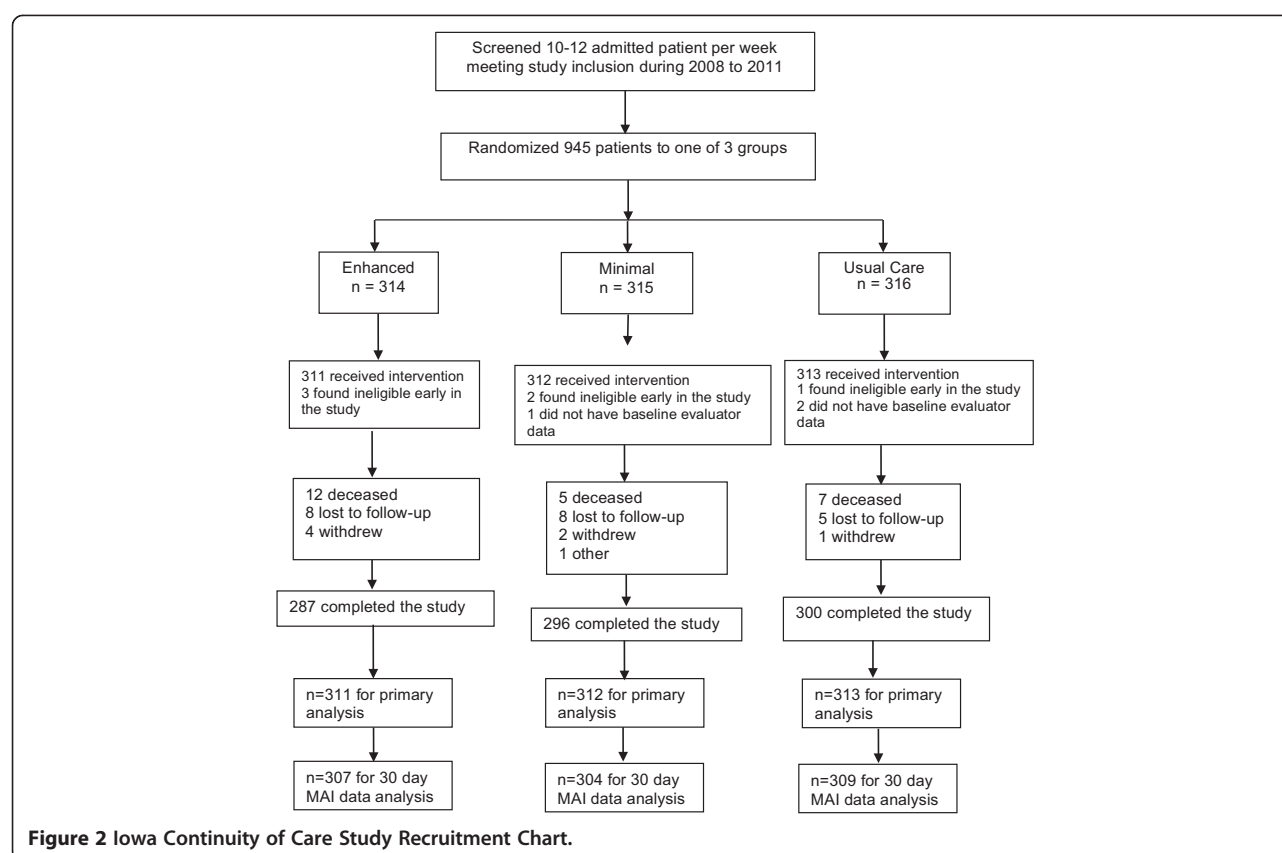 Screened 10-12 admitted patient per week
meeting study inclusion during 2008 to 2011
Randomized 945 patients to one of 3 groups
Enhanced
n = 314
Minimal
n = 315
Usual Care
n = 316
311 received intervention
3 found ineligible early in
the study
312 received intervention
2 found ineligible early in the study
1 did not have baseline evaluator
data
313 received intervention
1 found ineligible early in the study
2 did not have baseline evaluator
data
12 deceased
8 lost to follow-up
4 withdrew
5 deceased
8 lost to follow-up
2 withdrew
1 other
7 deceased
5 lost to follow-up
1 withdrew
287 completed the study
296 completed the study
300 completed the study
n=311 for primary
analysis
n=312 for primary
analysis
n=313 for primary
analysis
n=307 for 30 day
MAI data analysis
n=304 for 30 day
MAI data analysis
n=309 for 30 day
MAI data analysis
Figure 2 Iowa Continuity of Care Study Recruitment Chart.